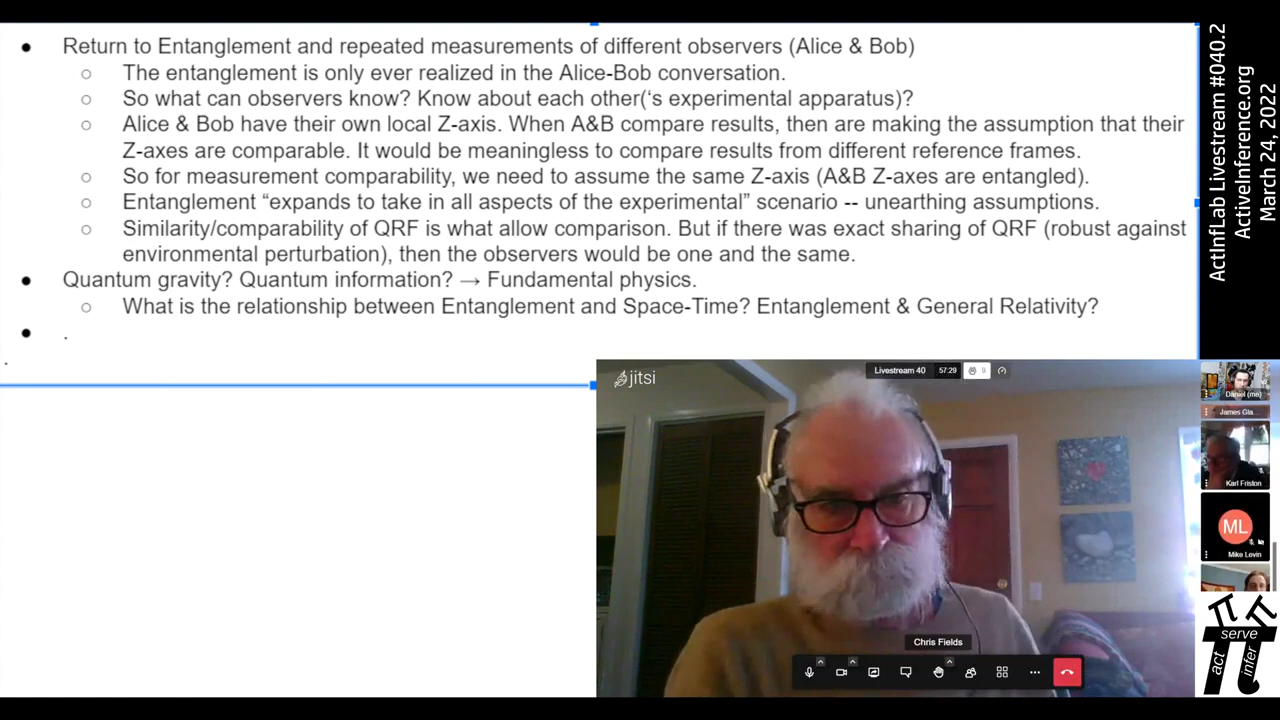 Return to Entanglement and repeated measurements of different observers (Alice & Bob)
The entanglement is only ever realized in the Alice-Bob conversation.
So what can observers know? Know about each other('s experimental apparatus)?
Alice & Bob have their own local Z-axis. When A&B compare results, then are making the assumption that their
Z-axes are comparable. It would be meaningless to compare results from different reference frames.
So for measurement comparability, we need to assume the same Z-axis (A&B Z-axes are entangled).
Entanglement “expands to take in all aspects of the experimental” scenario -- unearthing assumptions.
Similarity/comparability of QRF is what allow comparison. But if there was exact sharing of QRF (robust against
environmental perturbation), then the observers would be one and the same.
Quantum gravity? Quantum information? → Fundamental physics.
What is the relationship between Entanglement and Space-Time? Entanglement & General Relativity?
.
.
ActInfLab Livestream #040.2
ActiveInference.org
March 24, 2022
jitsi
Livestream 40
57:29
Chris Fields
Daniel (me)
James Gla...
Karl Friston
ML
Mike Levin
serve
act
infer